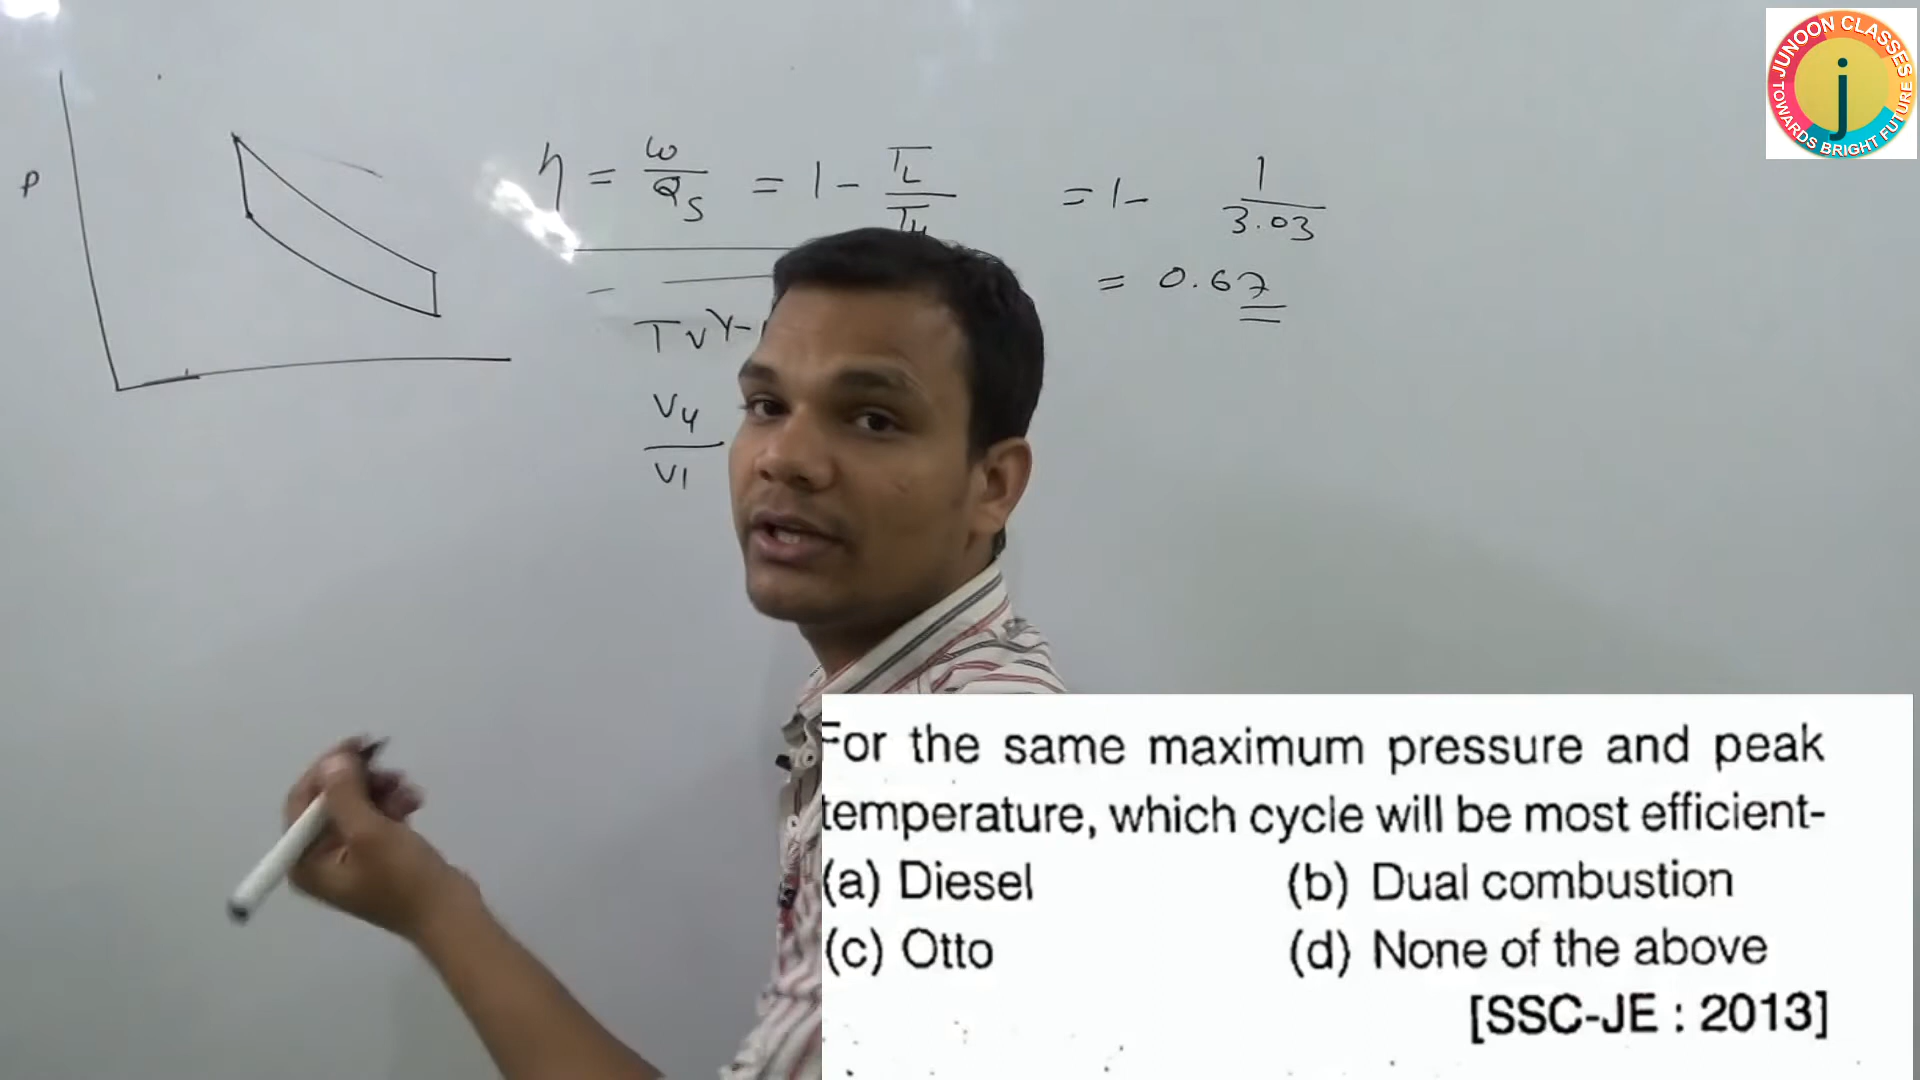 JUNOON CLASSES
j
TOWARDS BRIGHT FUTURE
P
η = ω/Qs = 1 - TL/TH = 1 - 1/3.03
= 0.67
TVγ-
V4/V1
For the same maximum pressure and peak
temperature, which cycle will be most efficient-
(a) Diesel (b) Dual combustion
(c) Otto (d) None of the above
[SSC-JE : 2013]